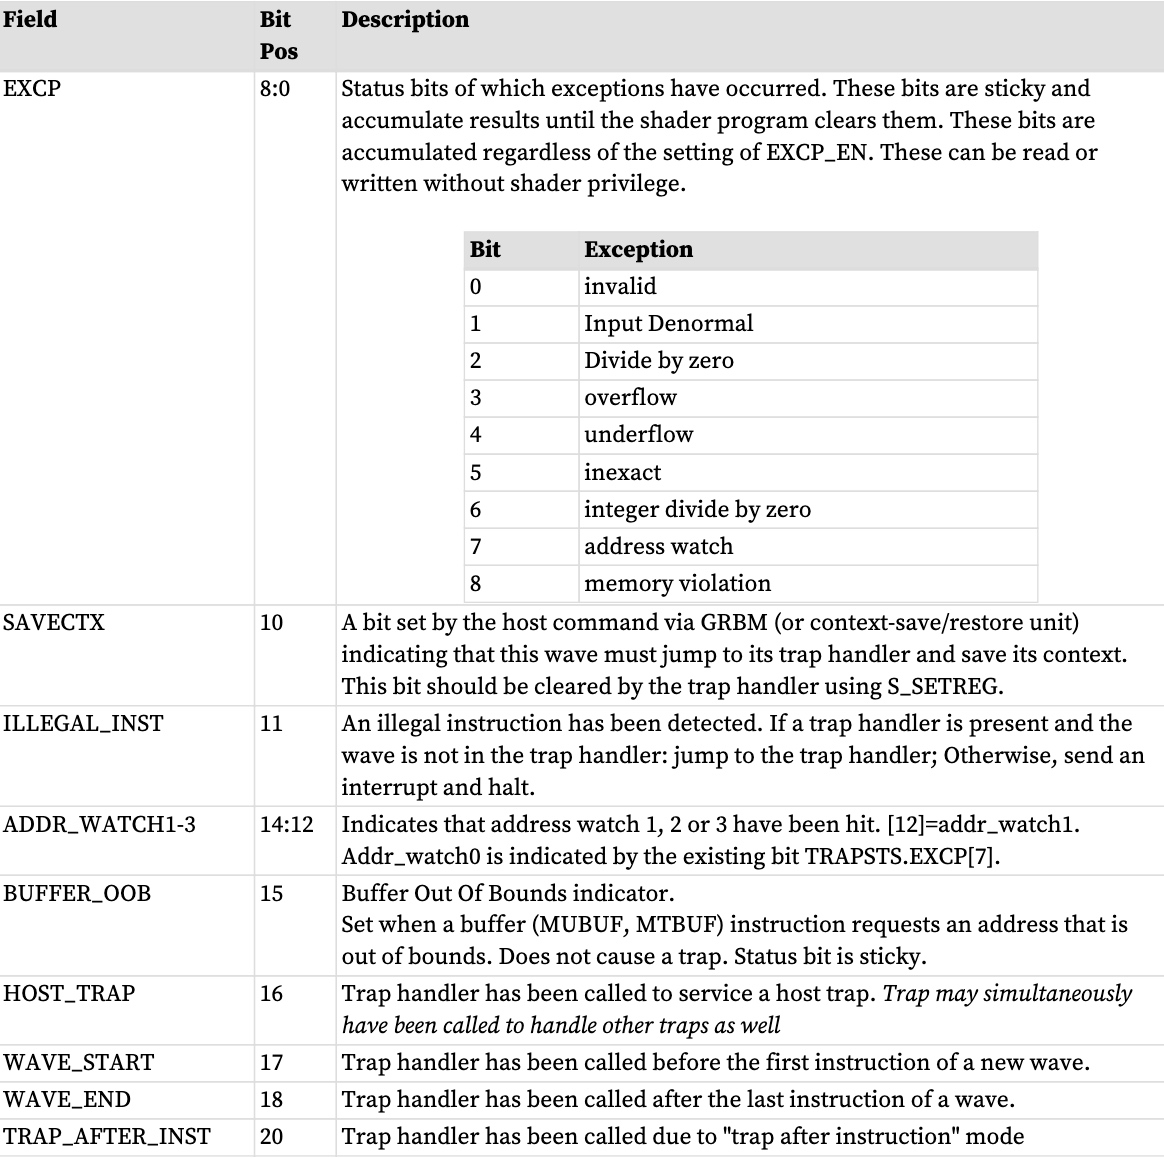 Field Bit Pos Description
EXCP 8:0 Status bits of which exceptions have occurred. These bits are sticky and
accumulate results until the shader program clears them. These bits are
accumulated regardless of the setting of EXCP_EN. These can be read or
written without shader privilege.
Bit Exception
0 invalid
1 Input Denormal
2 Divide by zero
3 overflow
4 underflow
5 inexact
6 integer divide by zero
7 address watch
8 memory violation
SAVECTX 10 A bit set by the host command via GRBM (or context-save/restore unit)
indicating that this wave must jump to its trap handler and save its context.
This bit should be cleared by the trap handler using S_SETREG.
ILLEGAL_INST 11 An illegal instruction has been detected. If a trap handler is present and the
wave is not in the trap handler: jump to the trap handler; Otherwise, send an
interrupt and halt.
ADDR_WATCH1-3 14:12 Indicates that address watch 1, 2 or 3 have been hit. [12]=addr_watch1.
Addr_watch0 is indicated by the existing bit TRAPSTS.EXCP[7].
BUFFER_OOB 15 Buffer Out Of Bounds indicator.
Set when a buffer (MUBUF, MTBUF) instruction requests an address that is
out of bounds. Does not cause a trap. Status bit is sticky.
HOST_TRAP 16 Trap handler has been called to service a host trap. Trap may simultaneously
have been called to handle other traps as well
WAVE_START 17 Trap handler has been called before the first instruction of a new wave.
WAVE_END 18 Trap handler has been called after the last instruction of a wave.
TRAP_AFTER_INST 20 Trap handler has been called due to "trap after instruction" mode